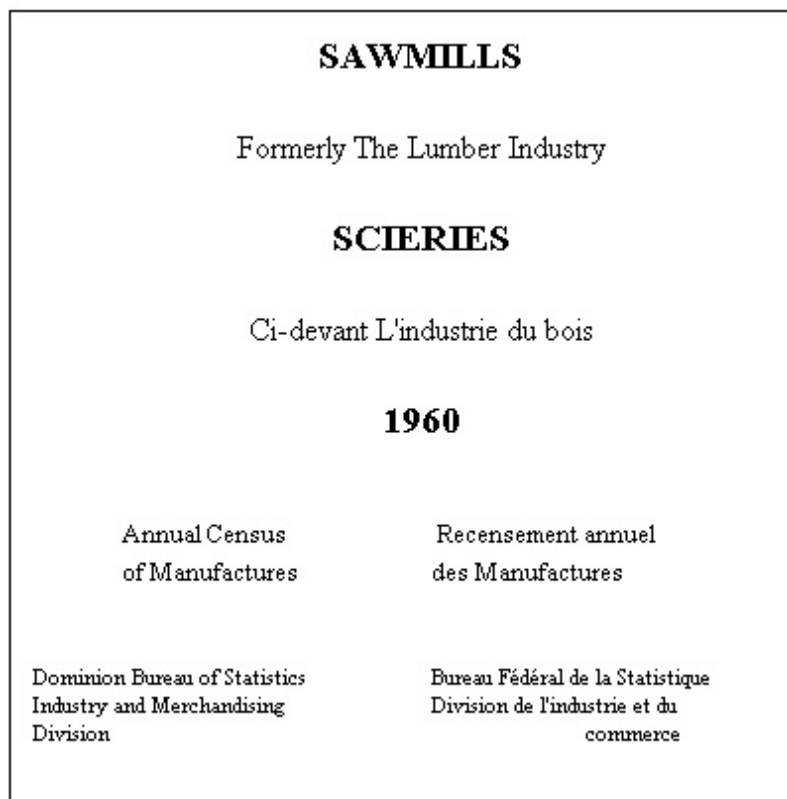 SAWMILLS
Formerly The Lumber Industry
SCIERIES
Ci-devant L'industrie du bois
1960
Annual Census
of Manufactures
Recensement annuel
des Manufactures
Dominion Bureau of Statistics
Industry and Merchandising
Division
Bureau Fédéral de la Statistique
Division de l'industrie et du
commerce